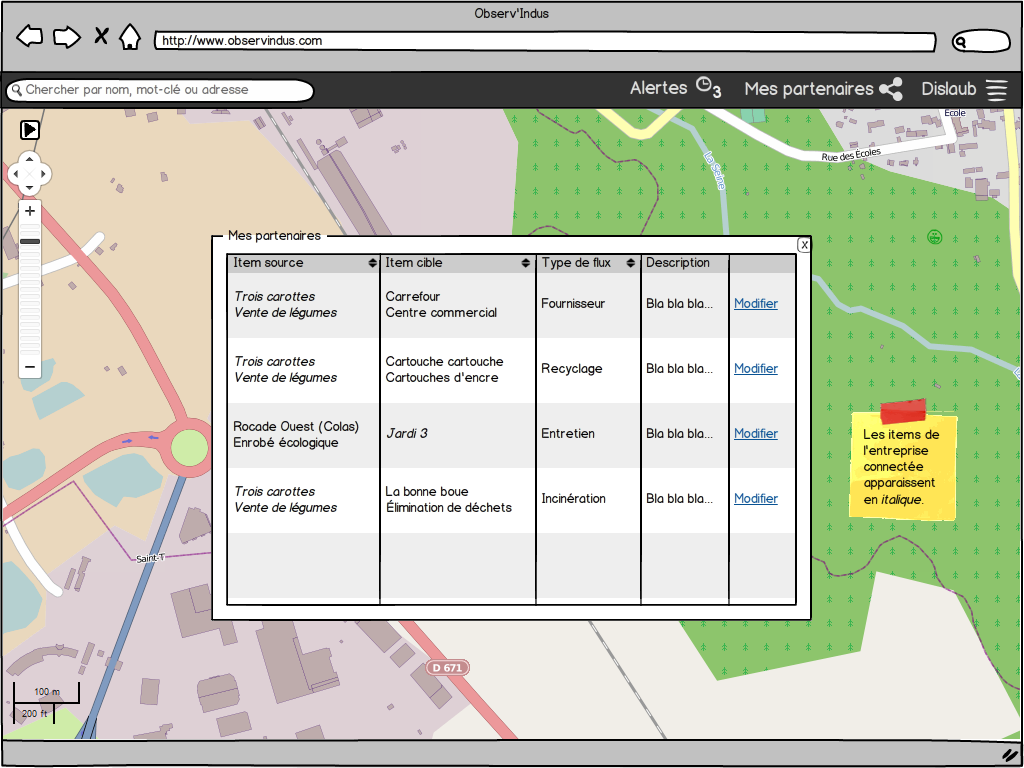 Observ'Indus
http://www.observindus.com
Chercher par nom, mot-clé ou adresse
Alertes 3
Mes partenaires
Dislaub
École
Rue des Écoles
La Seine
Mes partenaires
X
Item source
Item cible
Type de flux
Description
Trois carottes
Vente de légumes
Carrefour
Centre commercial
Fournisseur
Bla bla bla...
Modifier
Trois carottes
Vente de légumes
Cartouche cartouche
Cartouches d'encre
Recyclage
Bla bla bla...
Modifier
Rocade Ouest (Colas)
Enrobé écologique
Jardi 3
Entretien
Bla bla bla...
Modifier
Trois carottes
Vente de légumes
La bonne boue
Élimination de déchets
Incinération
Bla bla bla...
Modifier
Les items de
l'entreprise
connectée
apparaissent
en italique.
Saint-T
D 671
100 m
200 ft